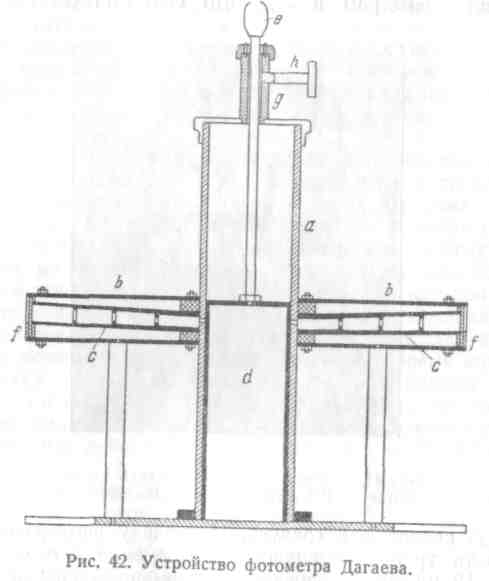 e
h
g
a
b b
f c d c f
Рис. 42. Устройство фотометра Дагаева.